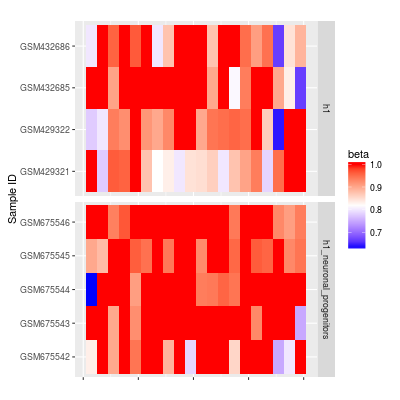 Sample ID
GSM432686
GSM432685
GSM429322
GSM429321
h1
GSM675546
GSM675545
GSM675544
GSM675543
GSM675542
h1_neuronal_progenitors
beta
1.0
0.9
0.8
0.7